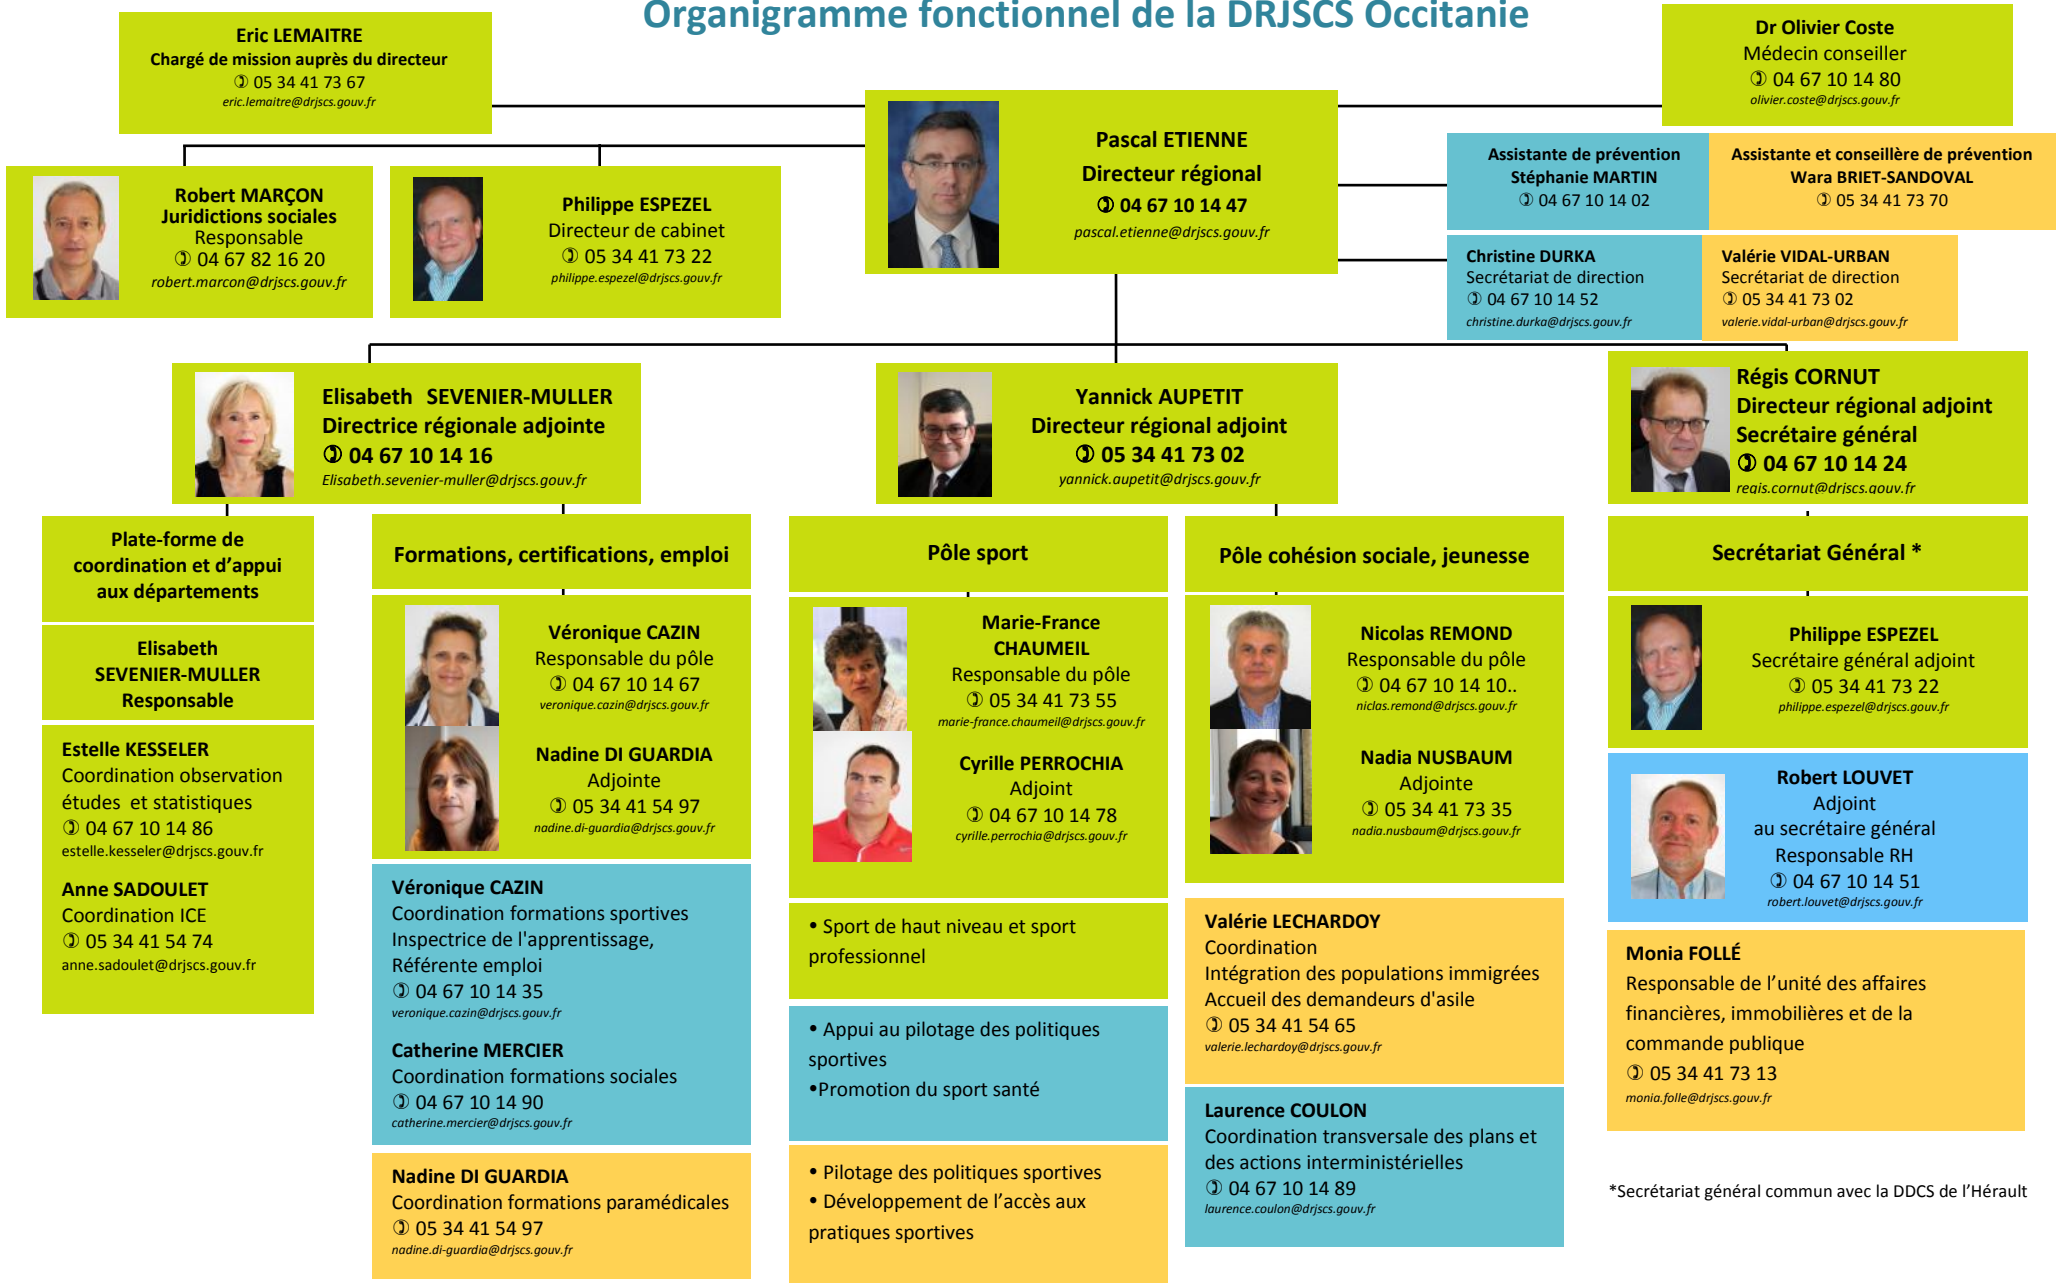 Organigramme fonctionnel de la DRJSCS Occitanie
Eric LEMAITRE
Chargé de mission auprès du directeur
✆ 05 34 41 73 67
eric.lemaitre@drjscs.gouv.fr
Dr Olivier Coste
Médecin conseiller
✆ 04 67 10 14 80
olivier.coste@drjscs.gouv.fr
Pascal ETIENNE
Directeur régional
✆ 04 67 10 14 47
pascal.etienne@drjscs.gouv.fr
Robert MARÇON
Juridictions sociales
Responsable
✆ 04 67 82 16 20
robert.marcon@drjscs.gouv.fr
Philippe ESPEZEL
Directeur de cabinet
✆ 05 34 41 73 22
philippe.espezel@drjscs.gouv.fr
Assistante de prévention
Stéphanie MARTIN
✆ 04 67 10 14 02
Assistante et conseillère de prévention
Wara BRIET-SANDOVAL
✆ 05 34 41 73 70
Christine DURKA
Secrétariat de direction
✆ 04 67 10 14 52
christine.durka@drjscs.gouv.fr
Valérie VIDAL-URBAN
Secrétariat de direction
✆ 05 34 41 73 02
valerie.vidal-urban@drjscs.gouv.fr
Elisabeth SEVENIER-MULLER
Directrice régionale adjointe
✆ 04 67 10 14 16
Elisabeth.sevenier-muller@drjscs.gouv.fr
Yannick AUPETIT
Directeur régional adjoint
✆ 05 34 41 73 02
yannick.aupetit@drjscs.gouv.fr
Régis CORNUT
Directeur régional adjoint
Secrétaire général
✆ 04 67 10 14 24
regis.cornut@drjscs.gouv.fr
Plate-forme de
coordination et d’appui
aux départements
Elisabeth
SEVENIER-MULLER
Responsable
Estelle KESSELER
Coordination observation
études et statistiques
✆ 04 67 10 14 86
estelle.kesseler@drjscs.gouv.fr
Anne SADOULET
Coordination ICE
✆ 05 34 41 54 74
anne.sadoulet@drjscs.gouv.fr
Formations, certifications, emploi
Véronique CAZIN
Responsable du pôle
✆ 04 67 10 14 67
veronique.cazin@drjscs.gouv.fr
Nadine DI GUARDIA
Adjointe
✆ 05 34 41 54 97
nadine.di-guardia@drjscs.gouv.fr
Véronique CAZIN
Coordination formations sportives
Inspectrice de l'apprentissage,
Référente emploi
✆ 04 67 10 14 35
veronique.cazin@drjscs.gouv.fr
Catherine MERCIER
Coordination formations sociales
✆ 04 67 10 14 90
catherine.mercier@drjscs.gouv.fr
Nadine DI GUARDIA
Coordination formations paramédicales
✆ 05 34 41 54 97
nadine.di-guardia@drjscs.gouv.fr
Pôle sport
Marie-France
CHAUMEIL
Responsable du pôle
✆ 05 34 41 73 55
marie-france.chaumeil@drjscs.gouv.fr
Cyrille PERROCHIA
Adjoint
✆ 04 67 10 14 78
cyrille.perrochia@drjscs.gouv.fr
• Sport de haut niveau et sport
professionnel
• Appui au pilotage des politiques
sportives
•Promotion du sport santé
• Pilotage des politiques sportives
• Développement de l’accès aux
pratiques sportives
Pôle cohésion sociale, jeunesse
Nicolas REMOND
Responsable du pôle
✆ 04 67 10 14 10..
niclas.remond@drjscs.gouv.fr
Nadia NUSBAUM
Adjointe
✆ 05 34 41 73 35
nadia.nusbaum@drjscs.gouv.fr
Valérie LECHARDOY
Coordination
Intégration des populations immigrées
Accueil des demandeurs d'asile
✆ 05 34 41 54 65
valerie.lechardoy@drjscs.gouv.fr
Laurence COULON
Coordination transversale des plans et
des actions interministérielles
✆ 04 67 10 14 89
laurence.coulon@drjscs.gouv.fr
Secrétariat Général *
Philippe ESPEZEL
Secrétaire général adjoint
✆ 05 34 41 73 22
philippe.espezel@drjscs.gouv.fr
Robert LOUVET
Adjoint
au secrétaire général
Responsable RH
✆ 04 67 10 14 51
robert.louvet@drjscs.gouv.fr
Monia FOLLÉ
Responsable de l’unité des affaires
financières, immobilières et de la
commande publique
✆ 05 34 41 73 13
monia.folle@drjscs.gouv.fr
*Secrétariat général commun avec la DDCS de l’Hérault